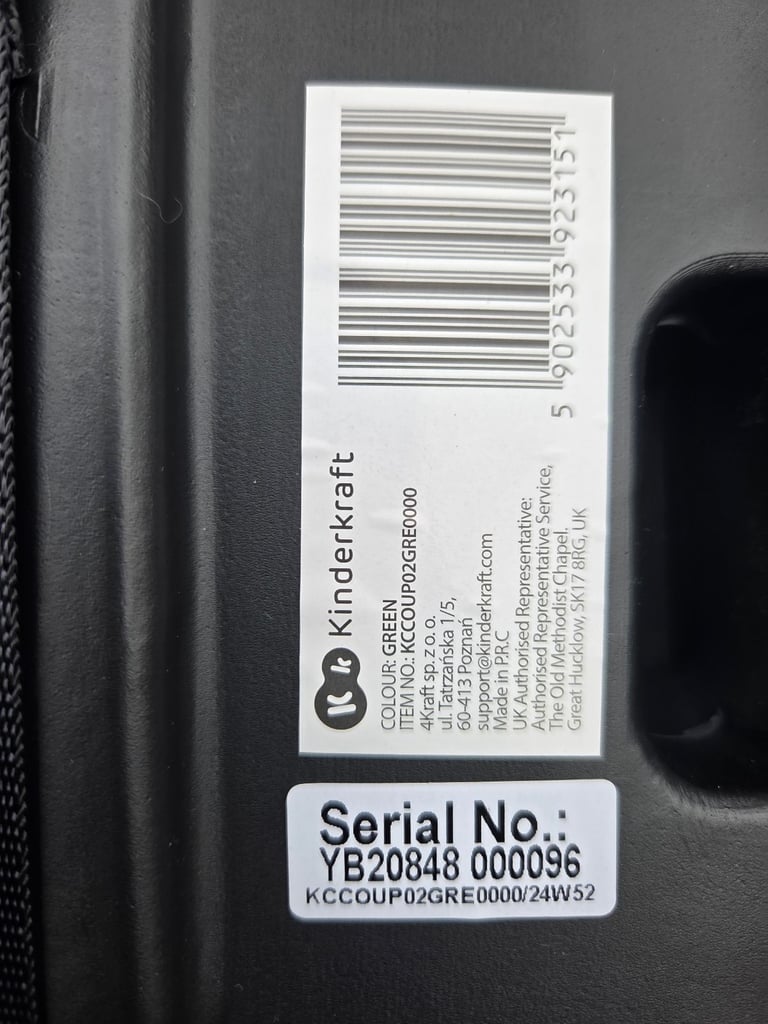 Kinderkraft
COLOUR: GREEN
ITEM NO.: KCCOUP02GRE0000
4Kraft sp. z o. o.
ul. Tatrzańska 1/5,
60-413 Poznań
support@kinderkraft.com
Made in P.R.C
UK Authorised Representative:
Authorised Representative Service,
The Old Methodist Chapel.
Great Hucklow, SK17 8RG, UK
5 902533 923151
Serial No.:
YB20848 000096
KCCOUP02GRE0000/24W52